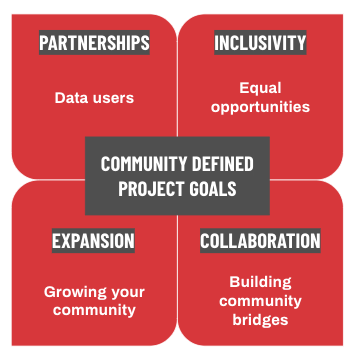 PARTNERSHIPS
Data users
INCLUSIVITY
Equal
opportunities
COMMUNITY DEFINED
PROJECT GOALS
EXPANSION
Growing your
community
COLLABORATION
Building
community
bridges